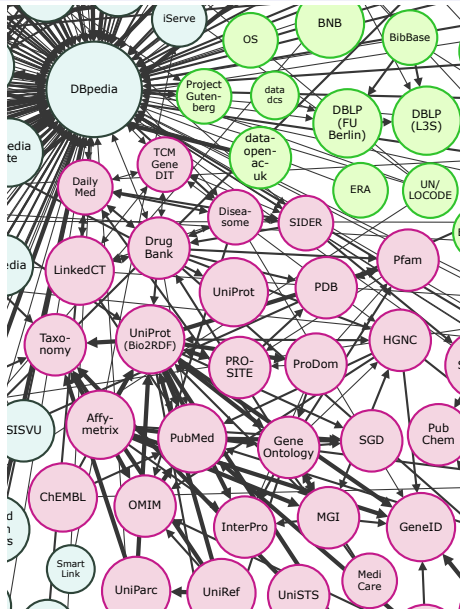 iServe
OS
BNB
BibBase
DBpedia
Project
Guten-
berg
data
dcs
DBLP
(FU
Berlin)
DBLP
(L3S)
data-
open-
ac-
uk
TCM
Gene
DIT
te
Daily
Med
ERA
UN/
LOCODE
Disea-
some
SIDER
Drug
Bank
edia
LinkedCT
Pfam
UniProt
PDB
Taxo-
nomy
UniProt
(Bio2RDF)
PRO-
SITE
ProDom
HGNC
S
SISVU
Affy-
metrix
PubMed
Gene
Ontology
SGD
Pub
Chem
ChEMBL
OMIM
InterPro
MGI
GeneID
d
n
s
Smart
Link
UniParc
UniRef
UniSTS
Medi
Care